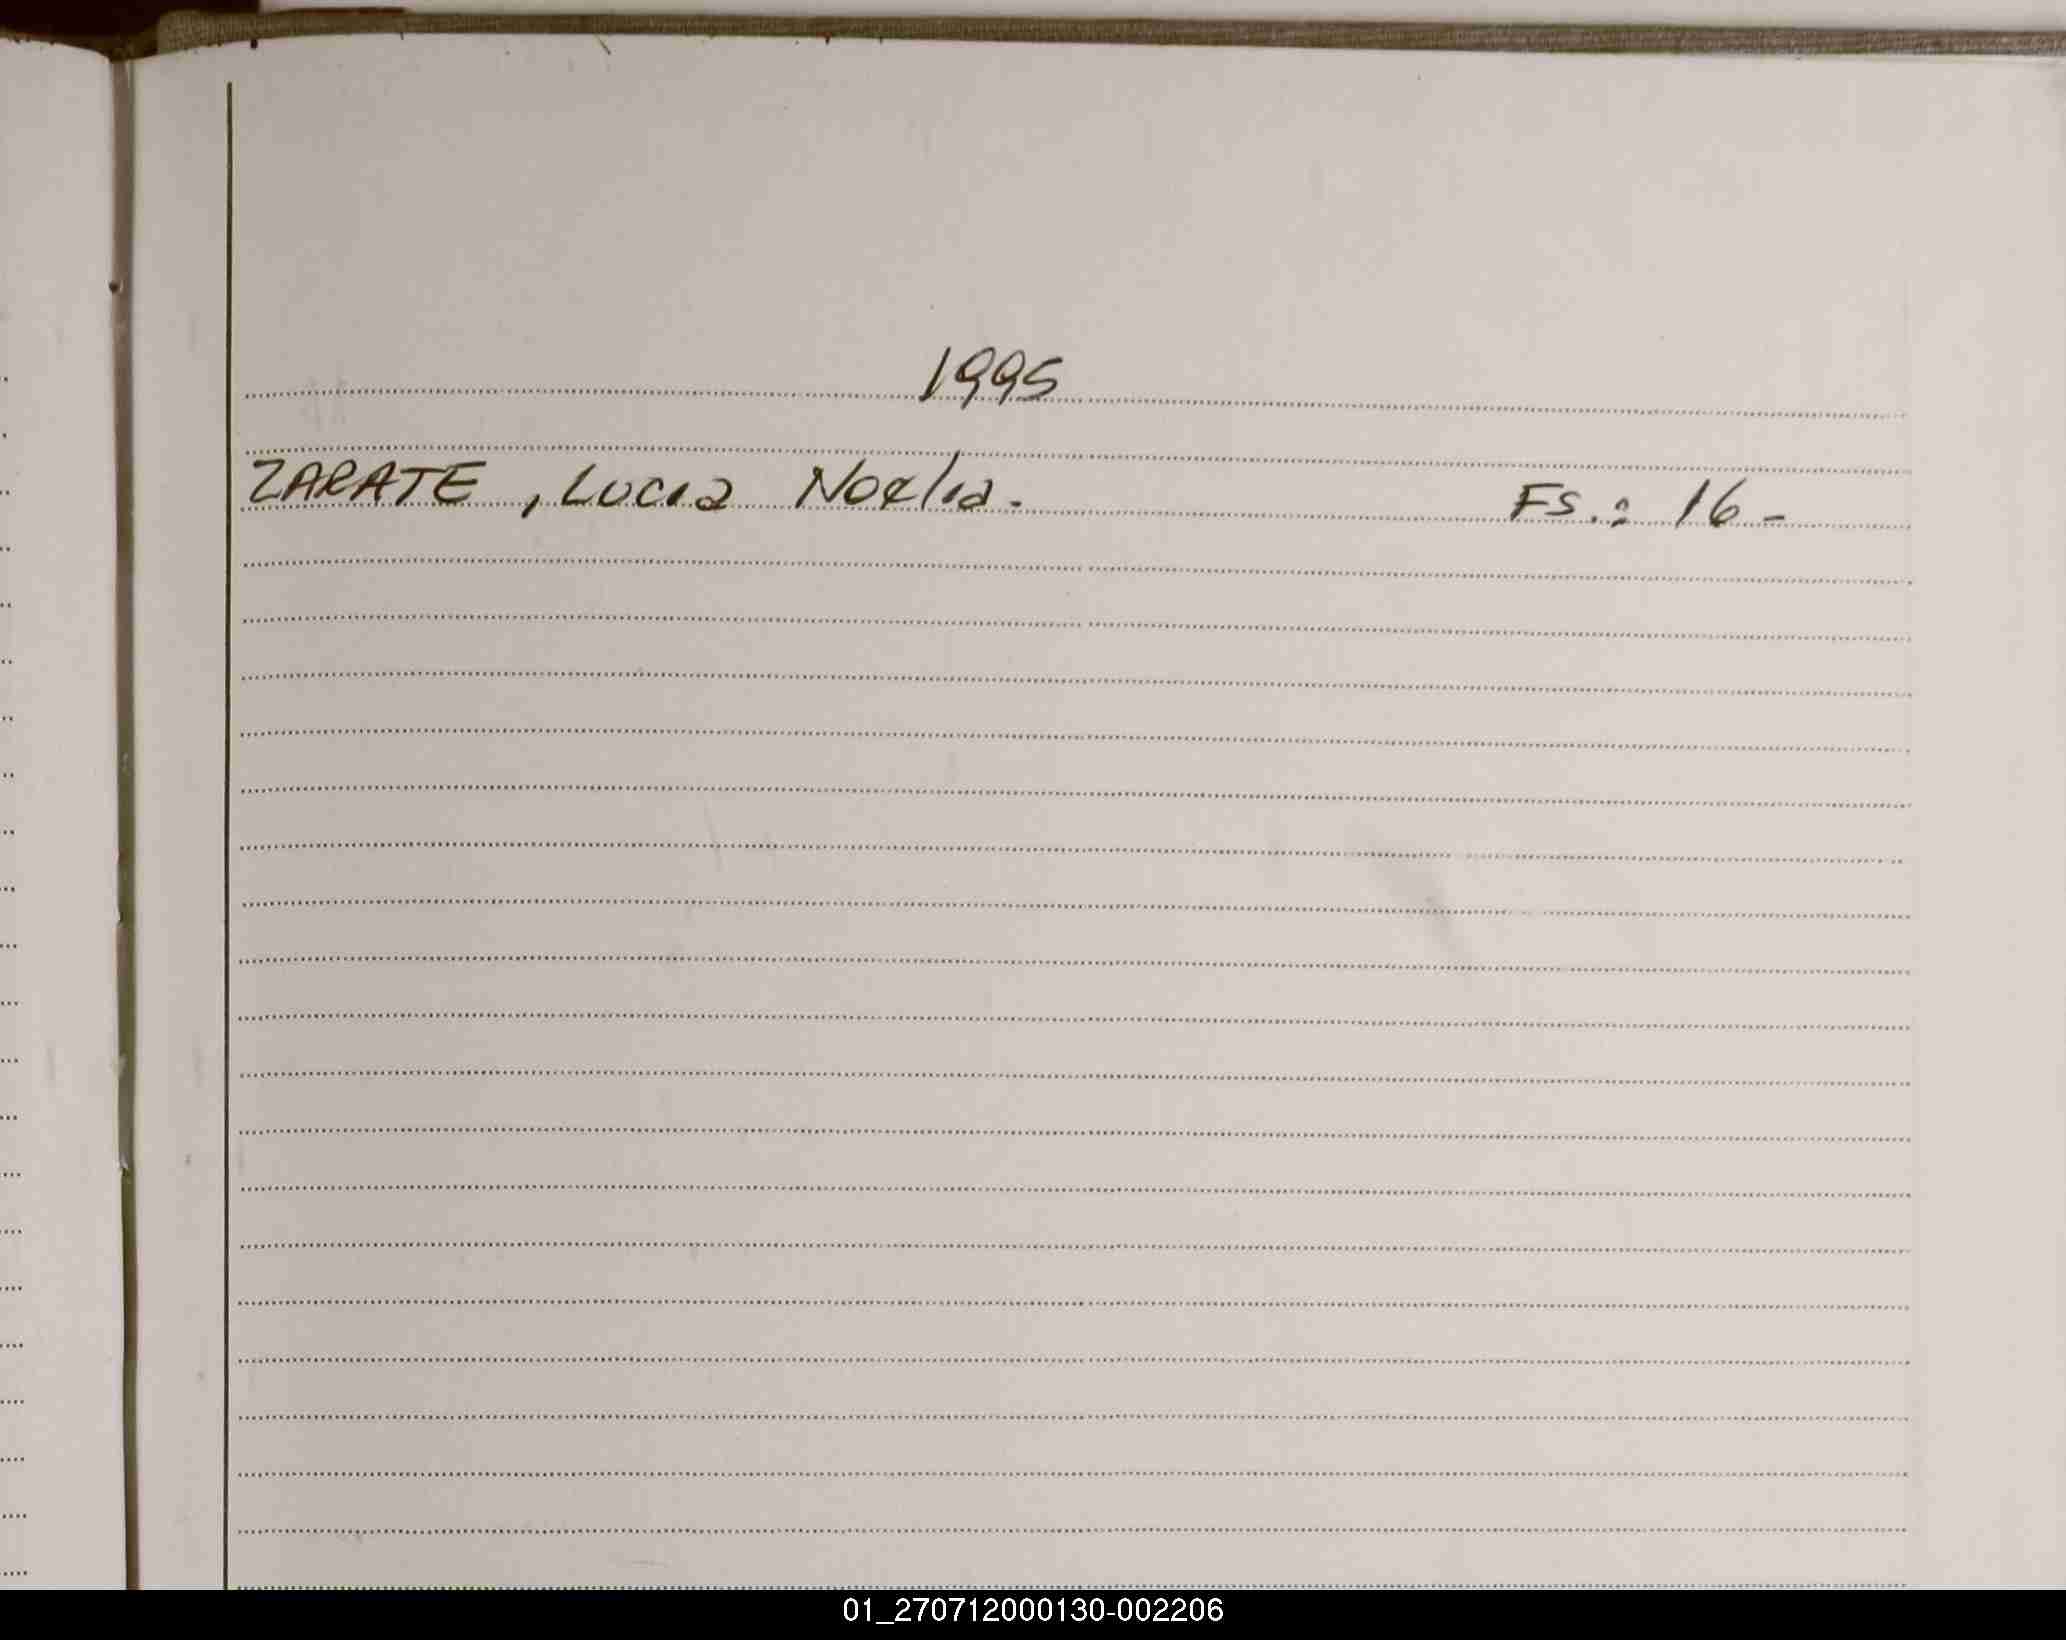 1995
ZARATE, Lucia Noelia. Fs.: 16-
01_270712000130-002206